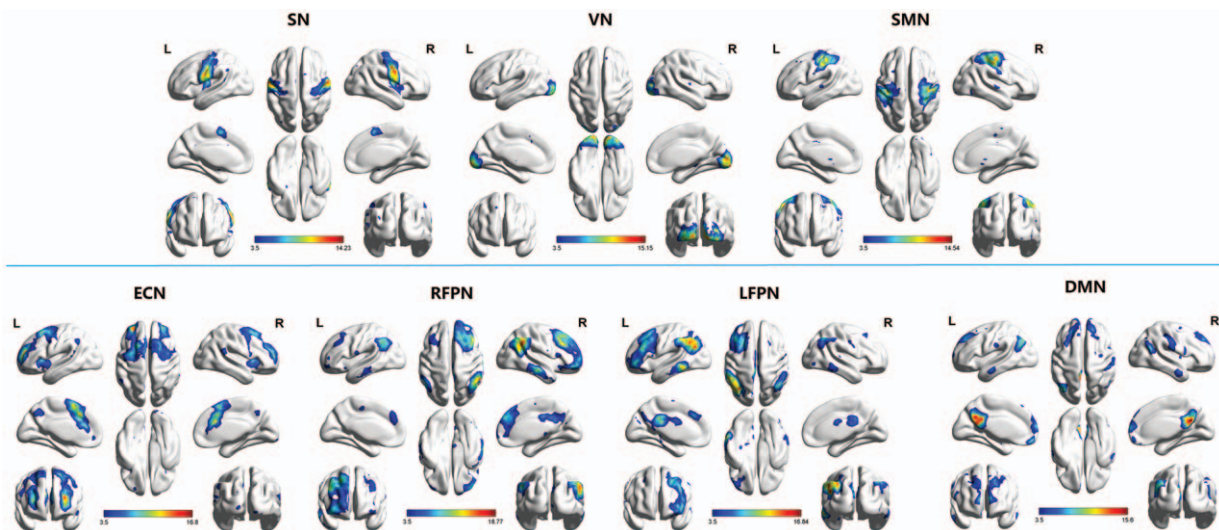 SN VN SMN
L R L R L R
3.5 14.23 3.5 15.15 3.5 14.54
ECN RFPN LFPN DMN
L R L R L R L R
3.5 16.8 3.5 18.77 3.5 16.84 3.5 15.6